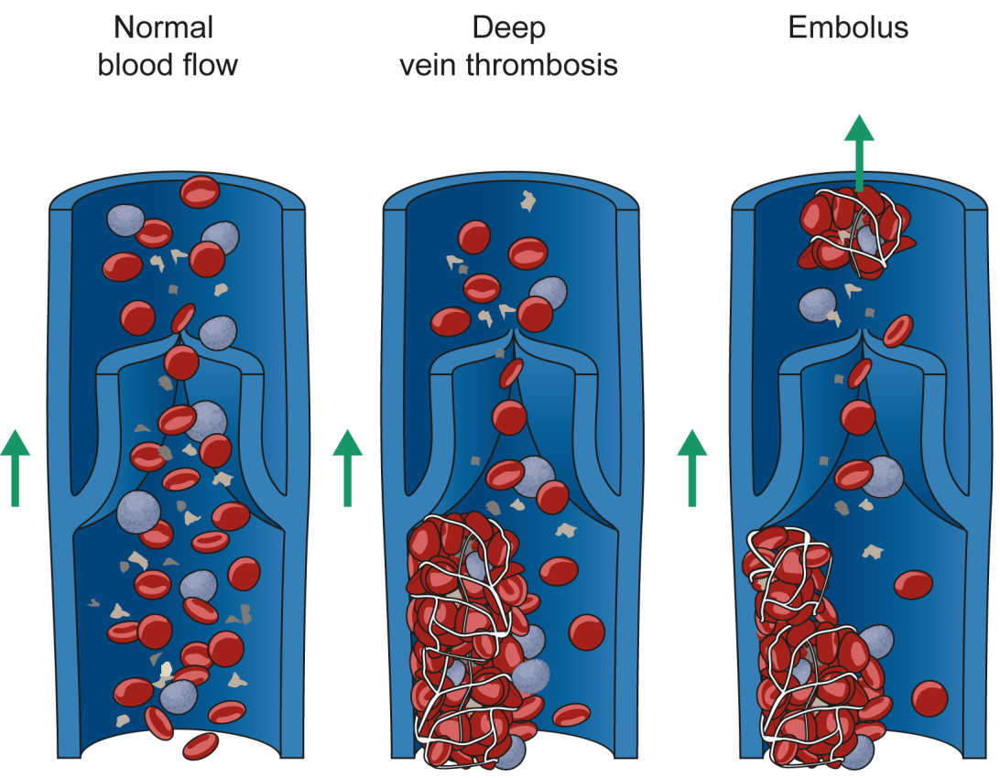 Normal
blood flow
Deep
vein thrombosis
Embolus